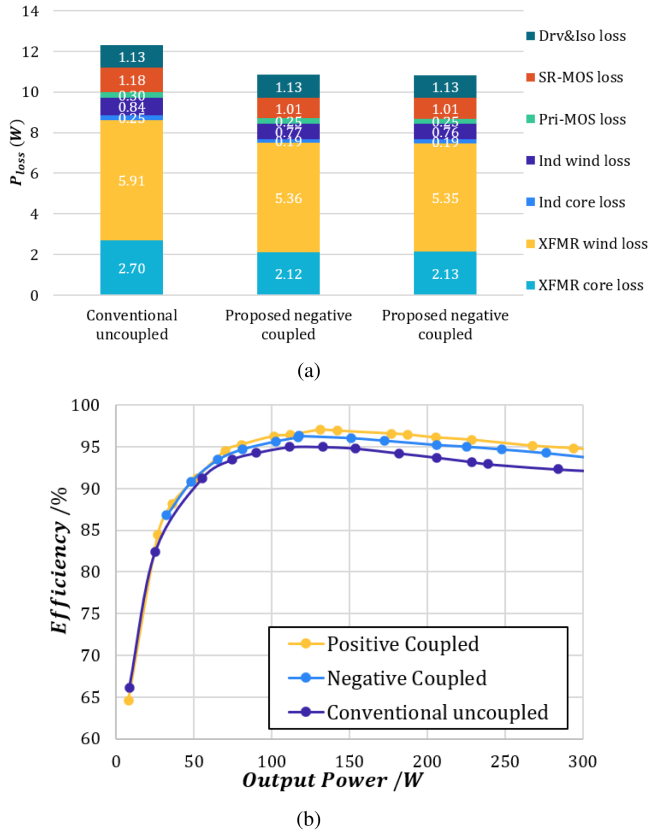 (a)
14
12
10
8
6
4
2
0
P_loss (W)
1.13
1.18
0.30
0.84
0.25
5.91
2.70
1.13
1.01
0.25
0.77
0.19
5.36
2.12
1.13
1.01
0.25
0.76
0.19
5.35
2.13
Conventional
uncoupled
Proposed negative
coupled
Proposed negative
coupled
Drv&Iso loss
SR-MOS loss
Pri-MOS loss
Ind wind loss
Ind core loss
XFMR wind loss
XFMR core loss
(a)
100
95
90
85
80
75
70
65
60
Efficiency /%
Positive Coupled
Negative Coupled
Conventional uncoupled
0 50 100 150 200 250 300
Output Power /W
(b)